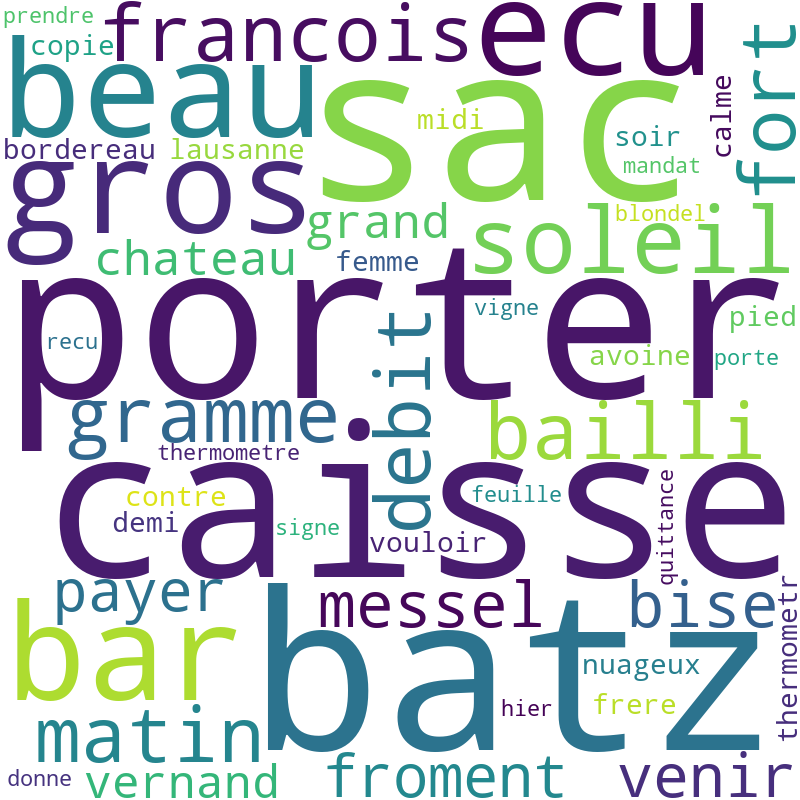 prendre
francois
ecu
copie
beau
sac
fort
calme
midi
soir
bordereau
lausanne
mandat
gros
grand
blondel
soleil
chateau
femme
porter
vigne
pied
recu
debit
avoine
porte
gramme
bailli
thermometre
caisse
contre
feuille
quittance
demi
signe
vouloir
payer
messel
bise
thermometr
bar
batz
nuageux
matin
hier
frere
donne
vernand
froment
venir